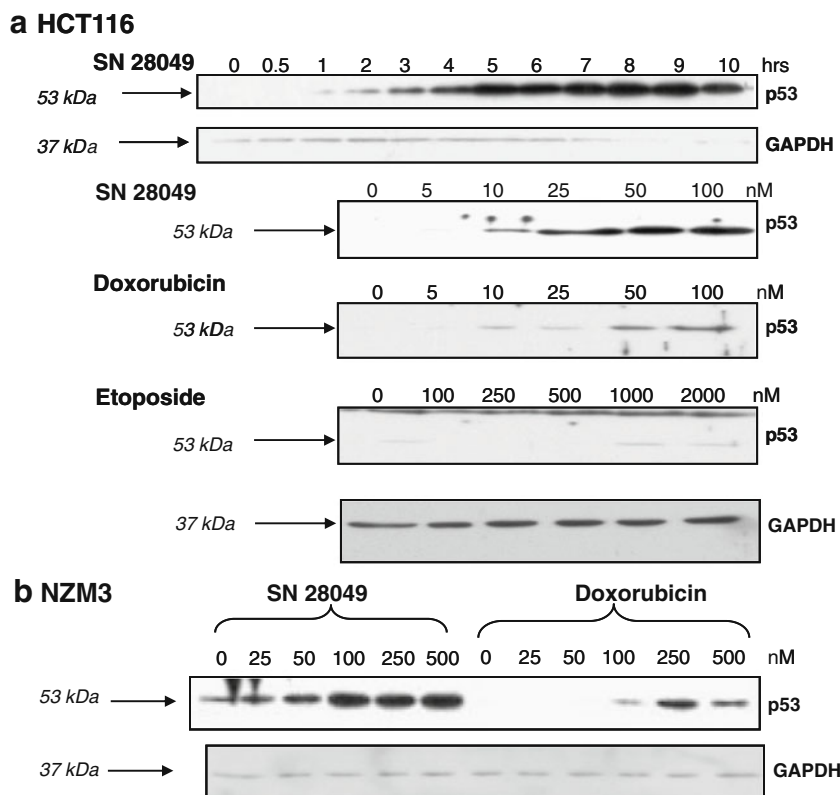 a HCT116
SN 28049 0 0.5 1 2 3 4 5 6 7 8 9 10 hrs
53 kDa p53
37 kDa GAPDH
SN 28049 0 5 10 25 50 100 nM
53 kDa p53
Doxorubicin
0 5 10 25 50 100 nM
53 kDa p53
Etoposide 0 100 250 500 1000 2000 nM
53 kDa p53
37 kDa GAPDH
b NZM3 SN 28049 Doxorubicin
0 25 50 100 250 500 0 25 50 100 250 500 nM
53 kDa p53
37 kDa GAPDH